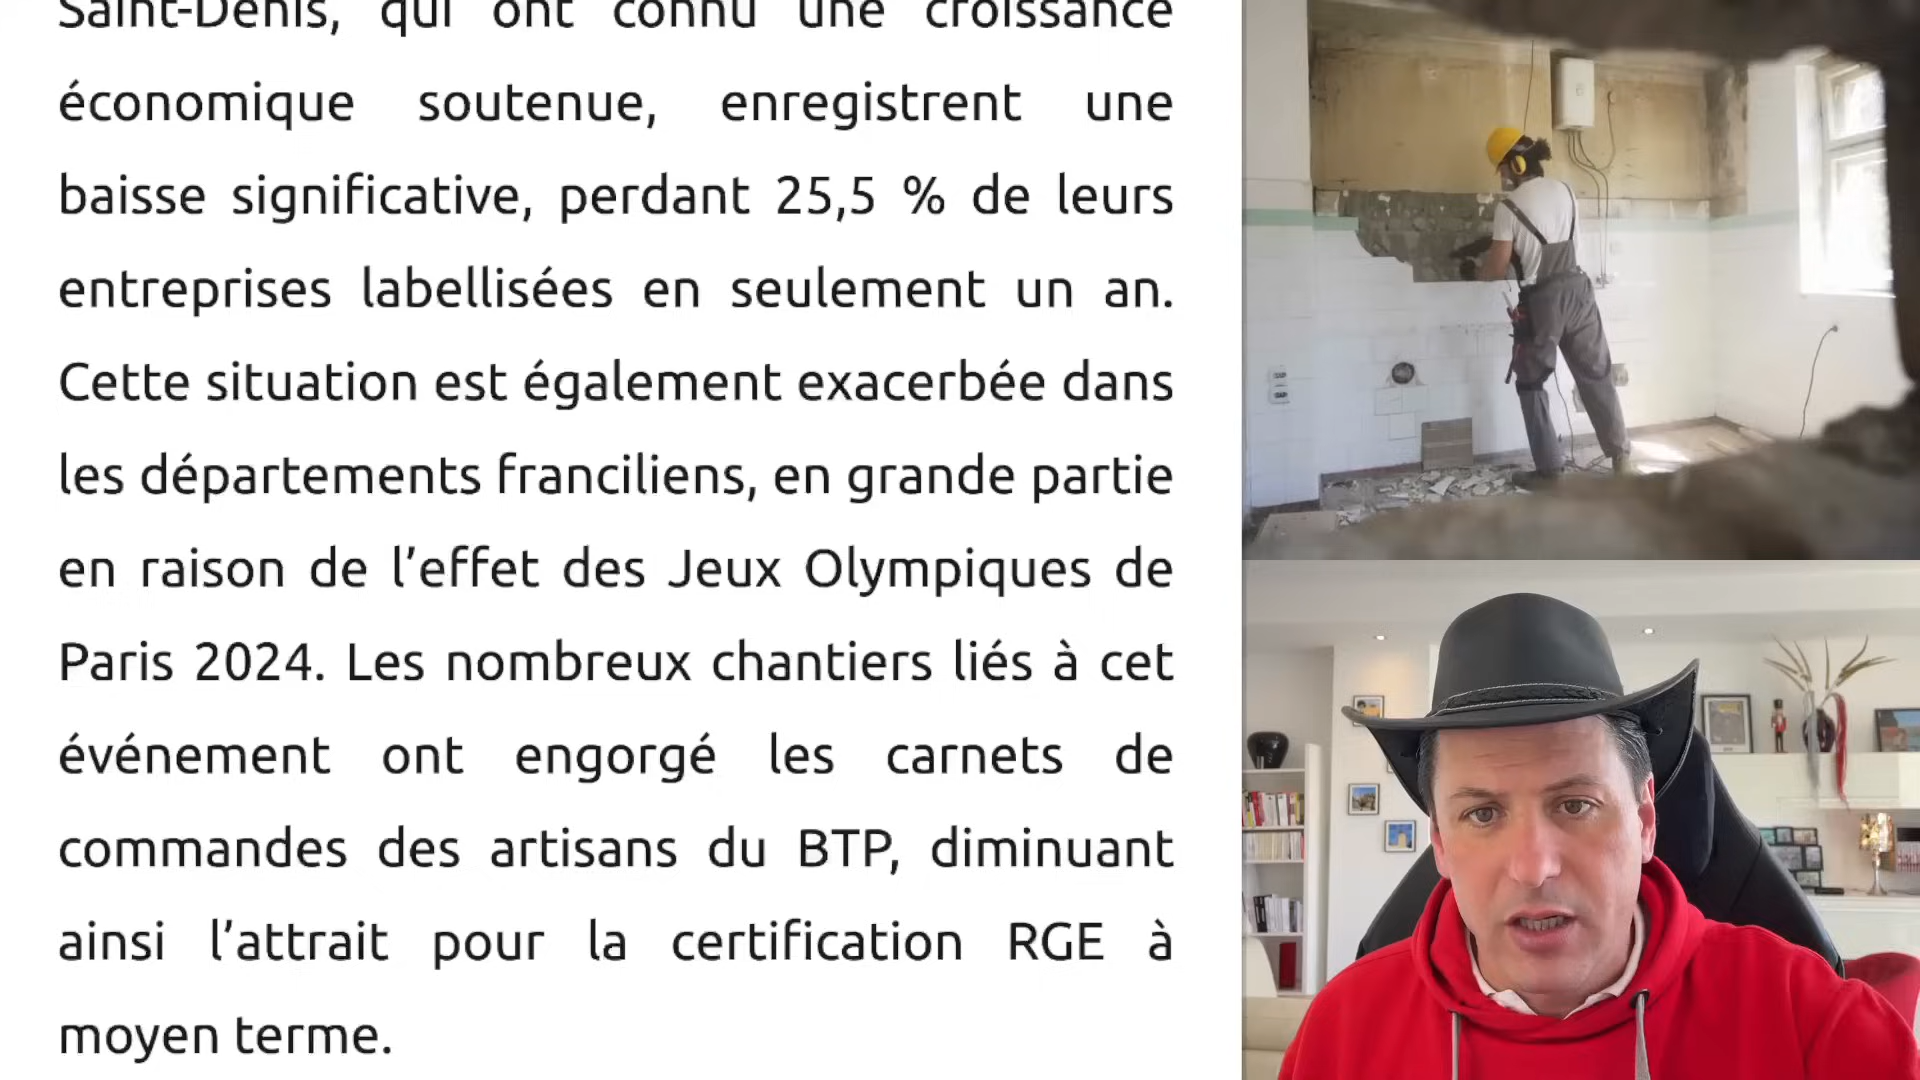 Saint-Denis, qui ont connu une croissance
économique soutenue, enregistrent une
baisse significative, perdant 25,5 % de leurs
entreprises labellisées en seulement un an.
Cette situation est également exacerbée dans
les départements franciliens, en grande partie
en raison de l’effet des Jeux Olympiques de
Paris 2024. Les nombreux chantiers liés à cet
événement ont engorgé les carnets de
commandes des artisans du BTP, diminuant
ainsi l’attrait pour la certification RGE à
moyen terme.